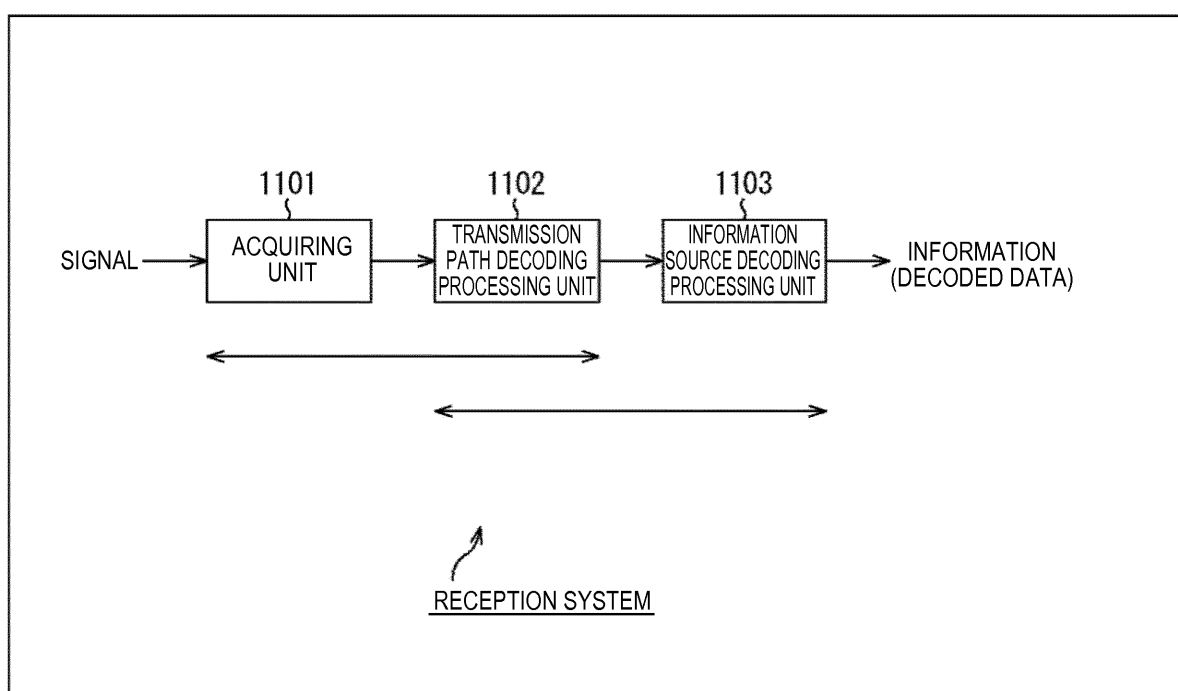 1101
1102
1103
SIGNAL
ACQUIRING
UNIT
TRANSMISSION
PATH DECODING
PROCESSING UNIT
INFORMATION
SOURCE DECODING
PROCESSING UNIT
INFORMATION
(DECODED DATA)
RECEPTION SYSTEM